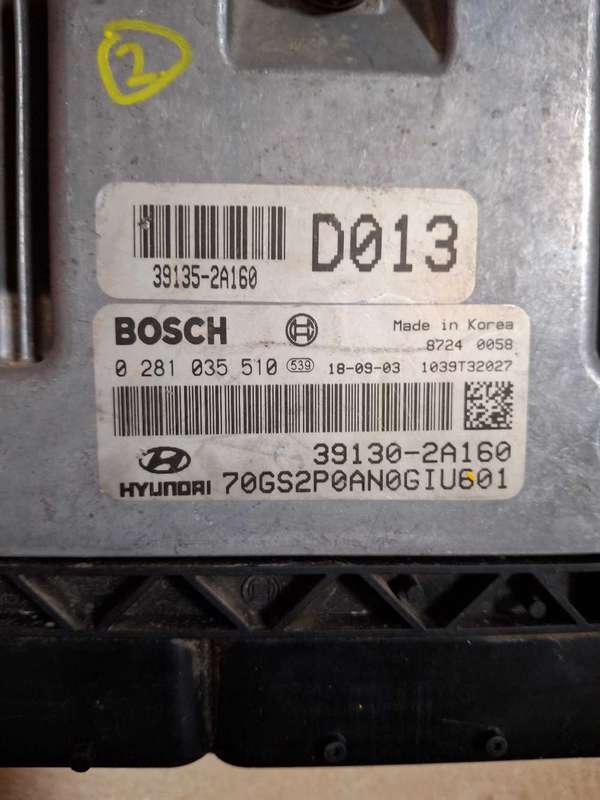 2
39135-2A160
D013
BOSCH
Made in Korea
8724 0058
0 281 035 510 539 18-09-03 1039T32027
39130-2A160
HYUNDAI 70GS2P0AN0GIU601